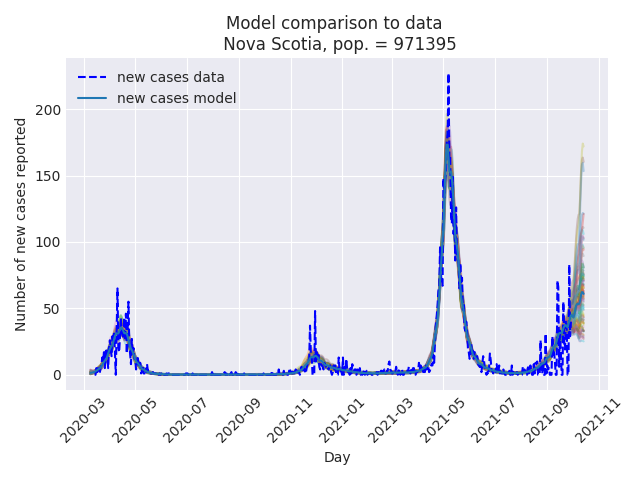 Model comparison to data
Nova Scotia, pop. = 971395
new cases data
new cases model
Number of new cases reported
200
150
100
50
0
2020-03
2020-05
2020-07
2020-09
2020-11
2021-01
2021-03
2021-05
2021-07
2021-09
2021-11
Day